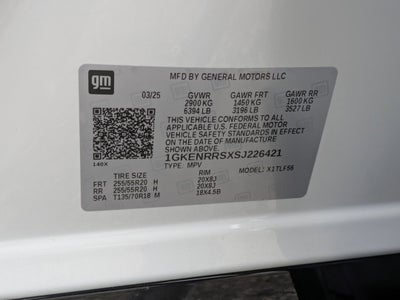 gm
MFD BY GENERAL MOTORS LLC
03/25 GVWR GAWR FRT GAWR RR
2900 KG 1450 KG 1600 KG
6394 LB 3196 LB 3527 LB
THIS VEHICLE CONFORMS TO ALL
APPLICABLE U.S. FEDERAL MOTOR
VEHICLE SAFETY STANDARDS IN EFFECT
ON THE DATE OF MANUFACTURE SHOWN ABOVE.
1GKENRRSXSJ226421
140X TYPE: MPV MODEL: X1TLF56
TIRE SIZE RIM
FRT 255/55R20 H 20X8J
RR 255/55R20 H 20X8J
SPA T135/70R18 M 18X4.5B